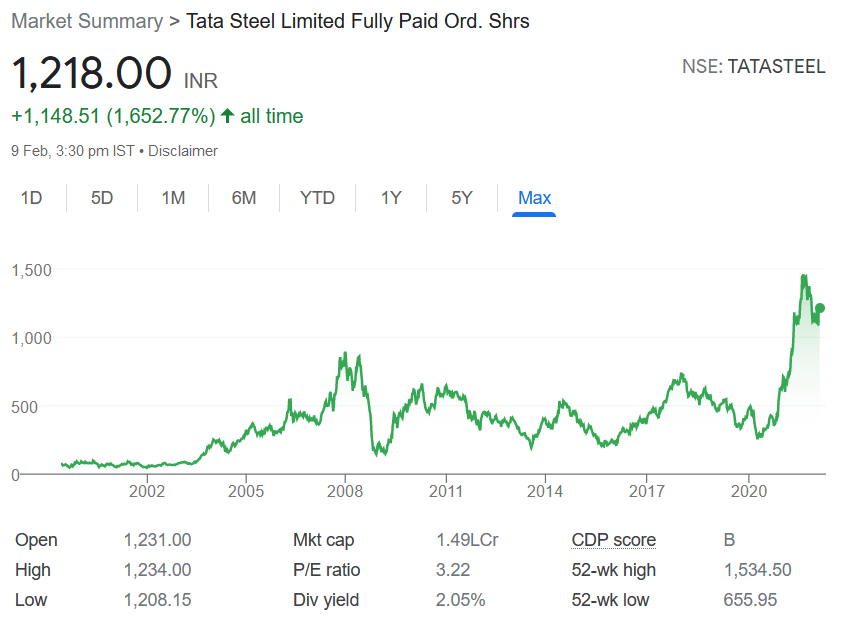 Market Summary > Tata Steel Limited Fully Paid Ord. Shrs
1,218.00 INR
NSE: TATASTEEL
+1,148.51 (1,652.77%) ↑ all time
9 Feb, 3:30 pm IST • Disclaimer
1D 5D 1M 6M YTD 1Y 5Y Max
1,500
1,000
500
0
2002 2005 2008 2011 2014 2017 2020
Open 1,231.00 Mkt cap 1.49LCr CDP score B
High 1,234.00 P/E ratio 3.22 52-wk high 1,534.50
Low 1,208.15 Div yield 2.05% 52-wk low 655.95